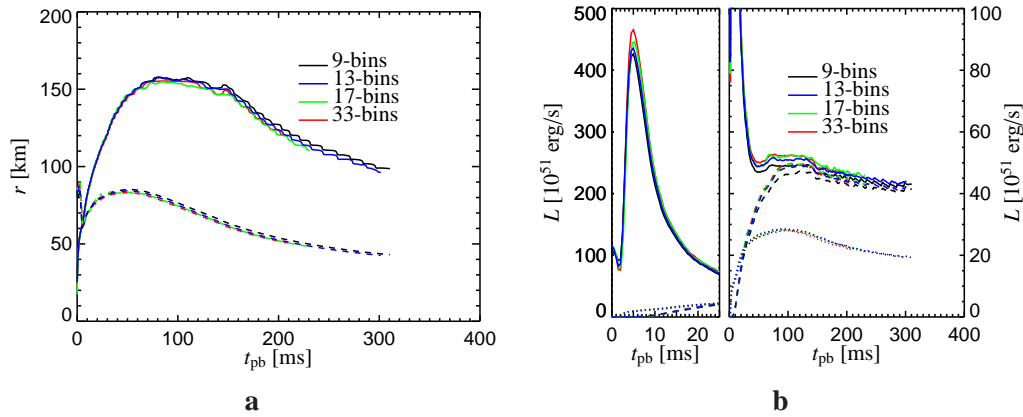 200
150
100
50
0
r [km]
9-bins
13-bins
17-bins
33-bins
0 100 200 300 400
t_pb [ms]
a
500
400
300
200
100
0
L [10^51 erg/s]
0 10 20
t_pb [ms]
9-bins
13-bins
17-bins
33-bins
0 100 200 300 400
t_pb [ms]
100
80
60
40
20
0
L [10^51 erg/s]
b